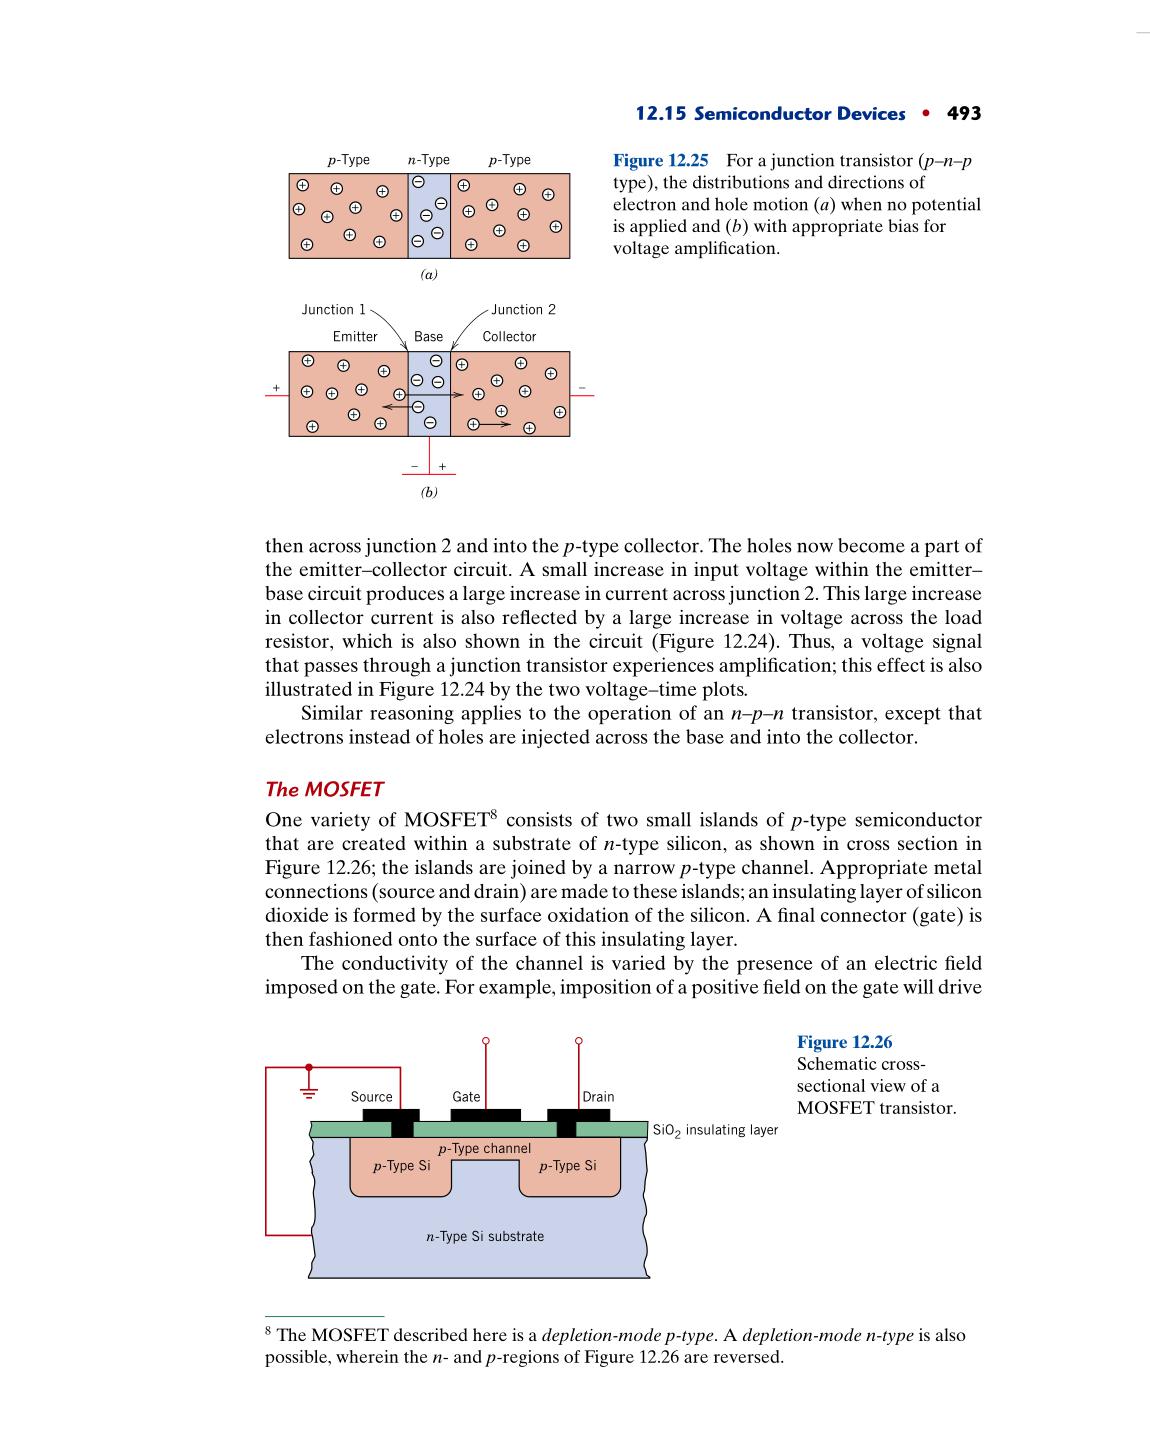 12.15 Semiconductor Devices • 493
p-Type n-Type p-Type
(a)
Junction 1 Junction 2
Emitter Base Collector
+ −
− +
(b)
Figure 12.25 For a junction transistor (p–n–p
type), the distributions and directions of
electron and hole motion (a) when no potential
is applied and (b) with appropriate bias for
voltage amplification.
then across junction 2 and into the p-type collector. The holes now become a part of
the emitter–collector circuit. A small increase in input voltage within the emitter–
base circuit produces a large increase in current across junction 2. This large increase
in collector current is also reflected by a large increase in voltage across the load
resistor, which is also shown in the circuit (Figure 12.24). Thus, a voltage signal
that passes through a junction transistor experiences amplification; this effect is also
illustrated in Figure 12.24 by the two voltage–time plots.
Similar reasoning applies to the operation of an n–p–n transistor, except that
electrons instead of holes are injected across the base and into the collector.
The MOSFET
One variety of MOSFET⁸ consists of two small islands of p-type semiconductor
that are created within a substrate of n-type silicon, as shown in cross section in
Figure 12.26; the islands are joined by a narrow p-type channel. Appropriate metal
connections (source and drain) are made to these islands; an insulating layer of silicon
dioxide is formed by the surface oxidation of the silicon. A final connector (gate) is
then fashioned onto the surface of this insulating layer.
The conductivity of the channel is varied by the presence of an electric field
imposed on the gate. For example, imposition of a positive field on the gate will drive
Source Gate Drain
SiO₂ insulating layer
p-Type channel
p-Type Si p-Type Si
n-Type Si substrate
Figure 12.26
Schematic cross-
sectional view of a
MOSFET transistor.
⁸ The MOSFET described here is a depletion-mode p-type. A depletion-mode n-type is also
possible, wherein the n- and p-regions of Figure 12.26 are reversed.